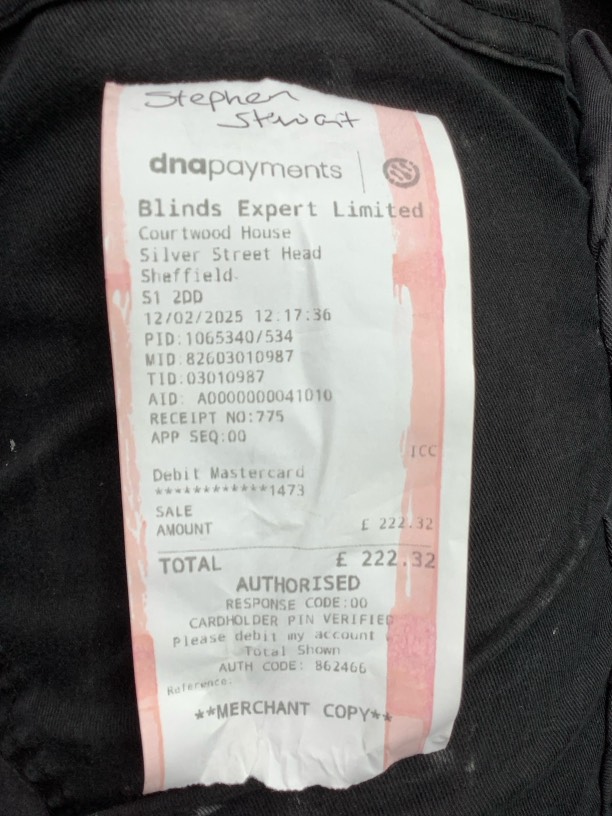 Stephen
Stewart
dnapayments
Blinds Expert Limited
Courtwood House
Silver Street Head
Sheffield
S1 2DD
12/02/2025 12:17:36
PID:1065340/534
MID:82603010987
TID:03010987
AID: A0000000041010
RECEIPT NO:775
APP SEQ:00
ICC
Debit Mastercard
************1473
SALE
AMOUNT £ 222.32
TOTAL £ 222.32
AUTHORISED
RESPONSE CODE:00
CARDHOLDER PIN VERIFIED
Please debit my account
Total Shown
AUTH CODE: 862466
Reference:
**MERCHANT COPY**